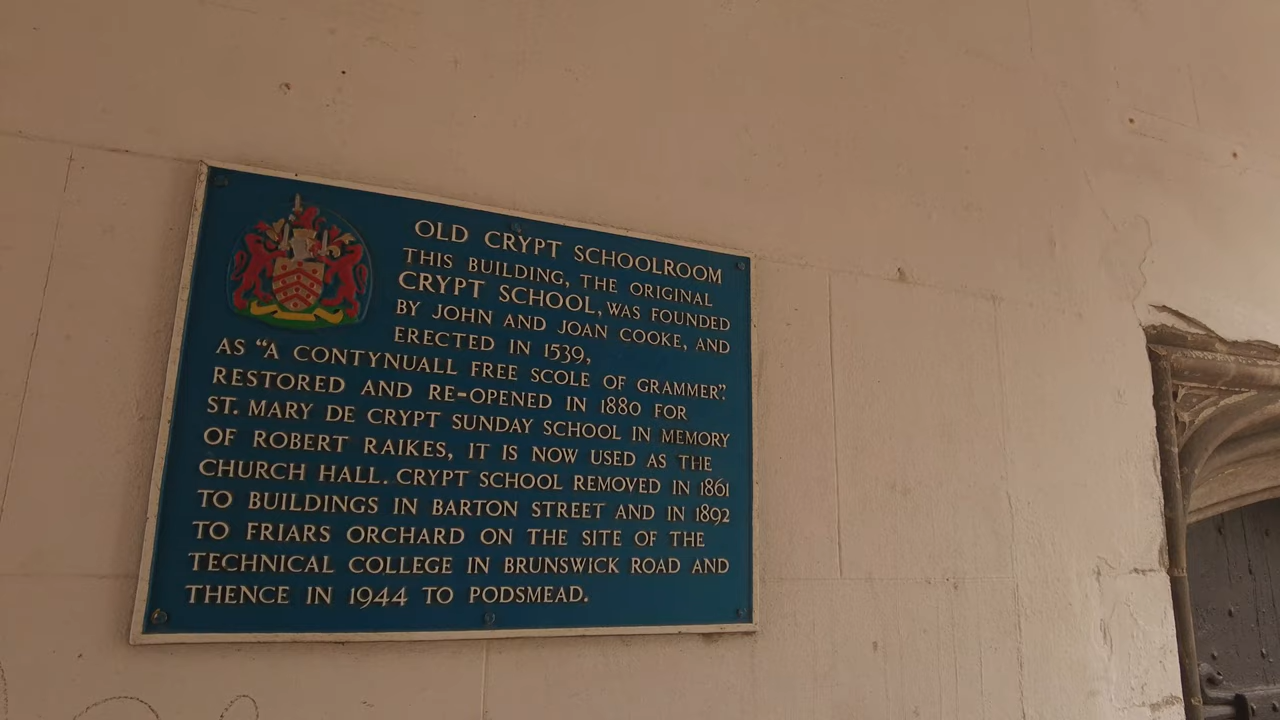 OLD CRYPT SCHOOLROOM
THIS BUILDING, THE ORIGINAL
CRYPT SCHOOL, WAS FOUNDED
BY JOHN AND JOAN COOKE, AND
ERECTED IN 1539,
AS "A CONTYNUALL FREE SCOLE OF GRAMMER".
RESTORED AND RE-OPENED IN 1880 FOR
ST. MARY DE CRYPT SUNDAY SCHOOL IN MEMORY
OF ROBERT RAIKES, IT IS NOW USED AS THE
CHURCH HALL. CRYPT SCHOOL REMOVED IN 1861
TO BUILDINGS IN BARTON STREET AND IN 1892
TO FRIARS ORCHARD ON THE SITE OF THE
TECHNICAL COLLEGE IN BRUNSWICK ROAD AND
THENCE IN 1944 TO PODSMEAD.